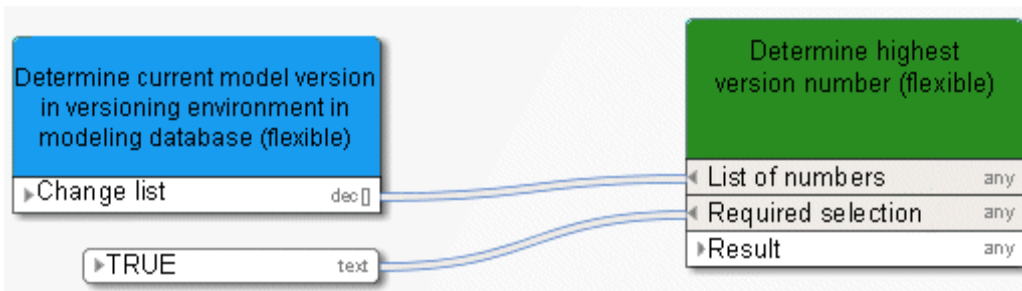 Determine current model version
in versioning environment in
modeling database (flexible)
Change list dec[]
TRUE text
Determine highest
version number (flexible)
List of numbers any
Required selection any
Result any